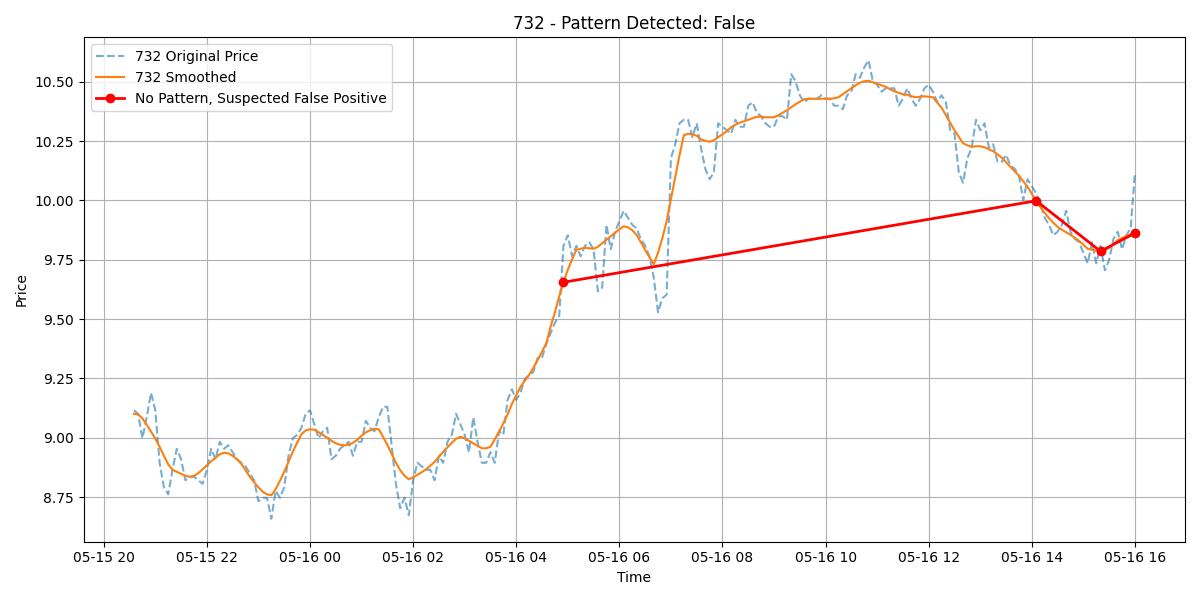 732 - Pattern Detected: False
732 Original Price
732 Smoothed
No Pattern, Suspected False Positive
Price
10.50
10.25
10.00
9.75
9.50
9.25
9.00
8.75
05-15 20 05-15 22 05-16 00 05-16 02 05-16 04 05-16 06 05-16 08 05-16 10 05-16 12 05-16 14 05-16 16
Time